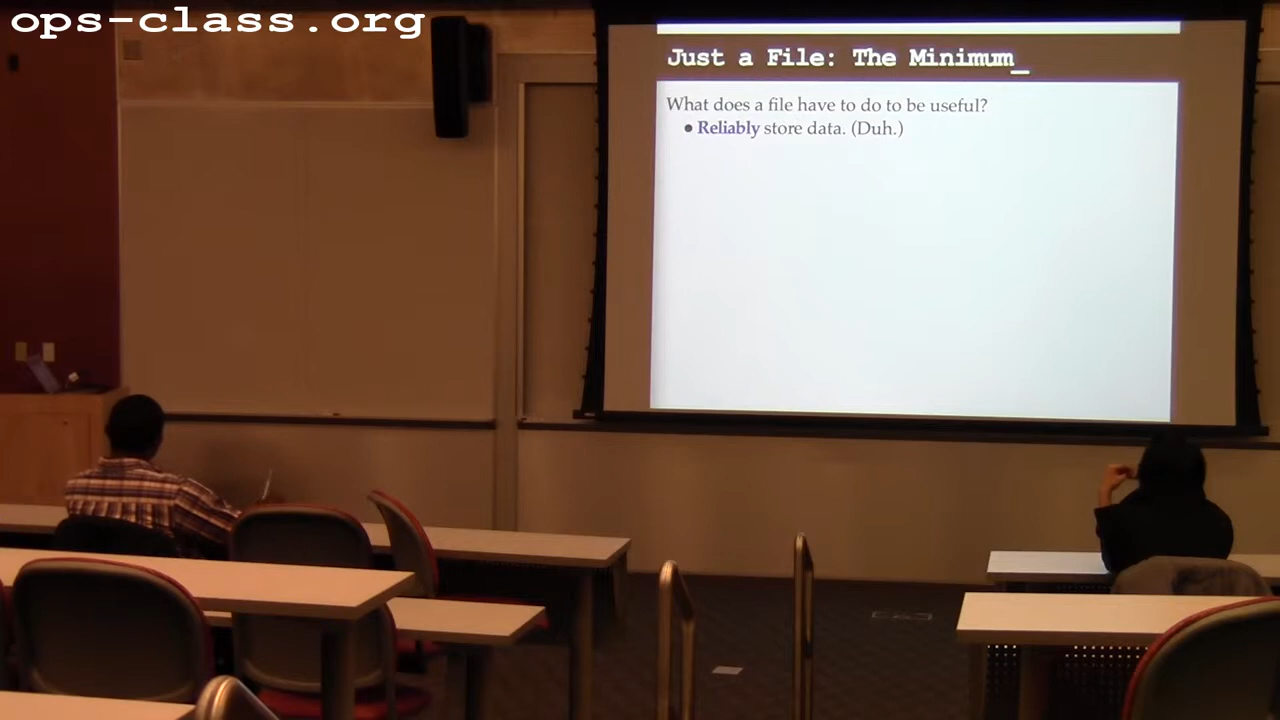 ops-class.org
Just a File: The Minimum_
What does a file have to do to be useful?
● Reliably store data. (Duh.)